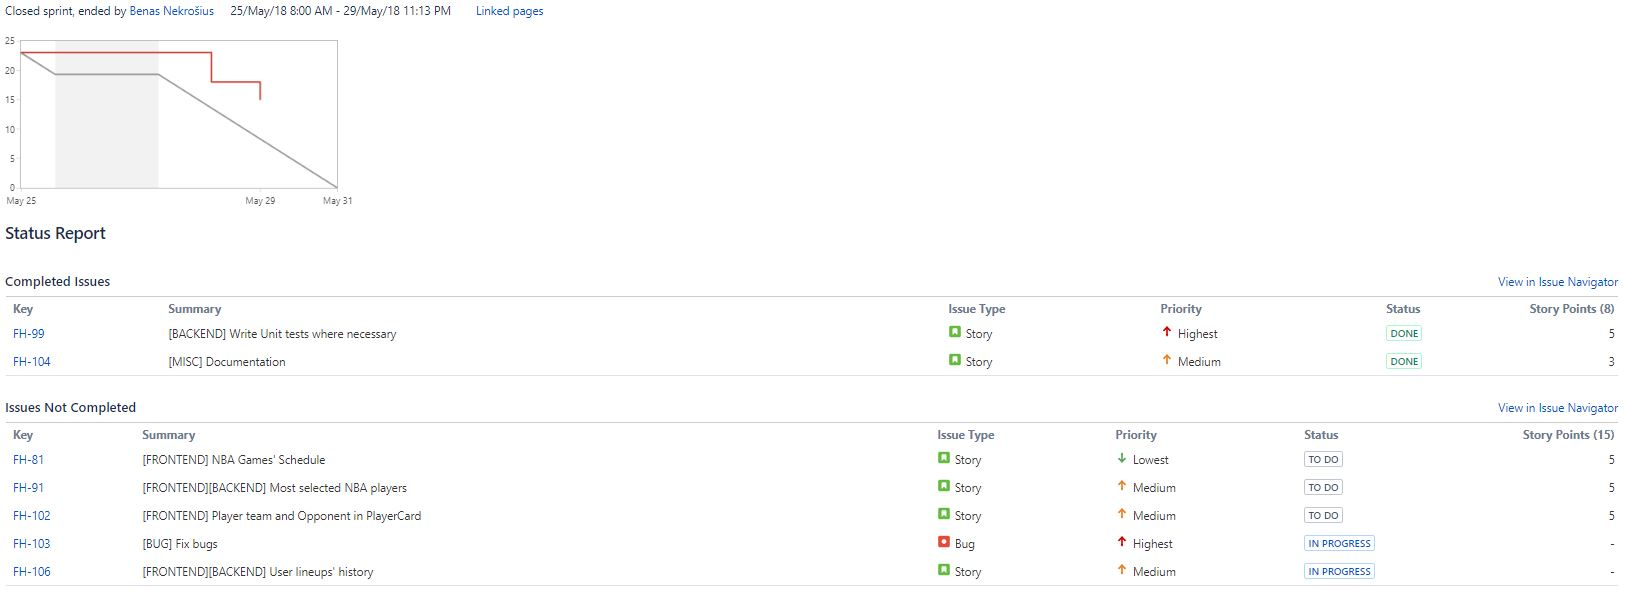 Closed sprint, ended by Benas Nekrošius 25/May/18 8:00 AM - 29/May/18 11:13 PM Linked pages
25
20
15
10
5
0
May 25 May 29 May 31
Status Report
Completed Issues View in Issue Navigator
Key Summary Issue Type Priority Status Story Points (8)
FH-99 [BACKEND] Write Unit tests where necessary Story Highest DONE 5
FH-104 [MISC] Documentation Story Medium DONE 3
Issues Not Completed View in Issue Navigator
Key Summary Issue Type Priority Status Story Points (15)
FH-81 [FRONTEND] NBA Games' Schedule Story Lowest TO DO 5
FH-91 [FRONTEND][BACKEND] Most selected NBA players Story Medium TO DO 5
FH-102 [FRONTEND] Player team and Opponent in PlayerCard Story Medium TO DO 5
FH-103 [BUG] Fix bugs Bug Highest IN PROGRESS -
FH-106 [FRONTEND][BACKEND] User lineups' history Story Medium IN PROGRESS -